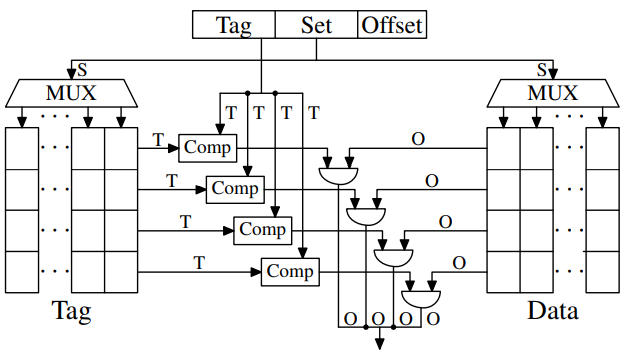 Tag Set Offset
S S
MUX MUX
T T T T
T Comp O
T Comp O
T Comp O
T Comp O
Tag Data
O O O O